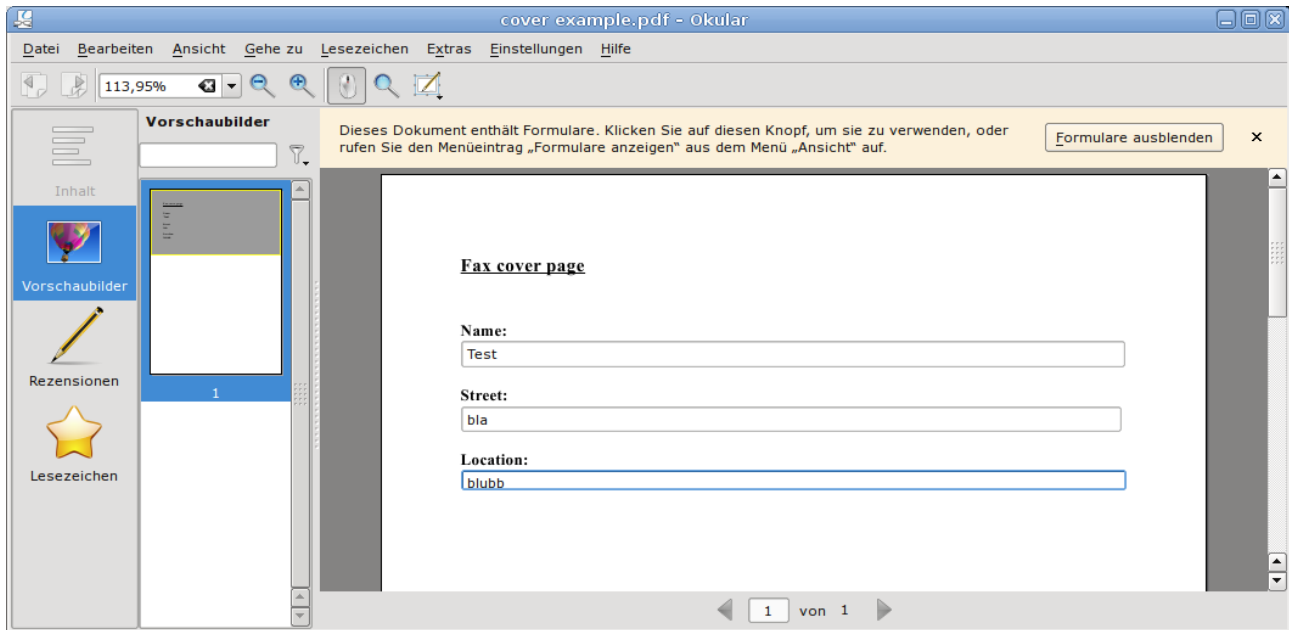 cover example.pdf - Okular
Datei Bearbeiten Ansicht Gehe zu Lesezeichen Extras Einstellungen Hilfe
113,95%
Inhalt
Vorschaubilder
Rezensionen
Lesezeichen
Vorschaubilder
1
Dieses Dokument enthält Formulare. Klicken Sie auf diesen Knopf, um sie zu verwenden, oder
rufen Sie den Menüeintrag „Formulare anzeigen“ aus dem Menü „Ansicht“ auf.
Formulare ausblenden
Fax cover page
Name:
Test
Street:
bla
Location:
blubb
1 von 1